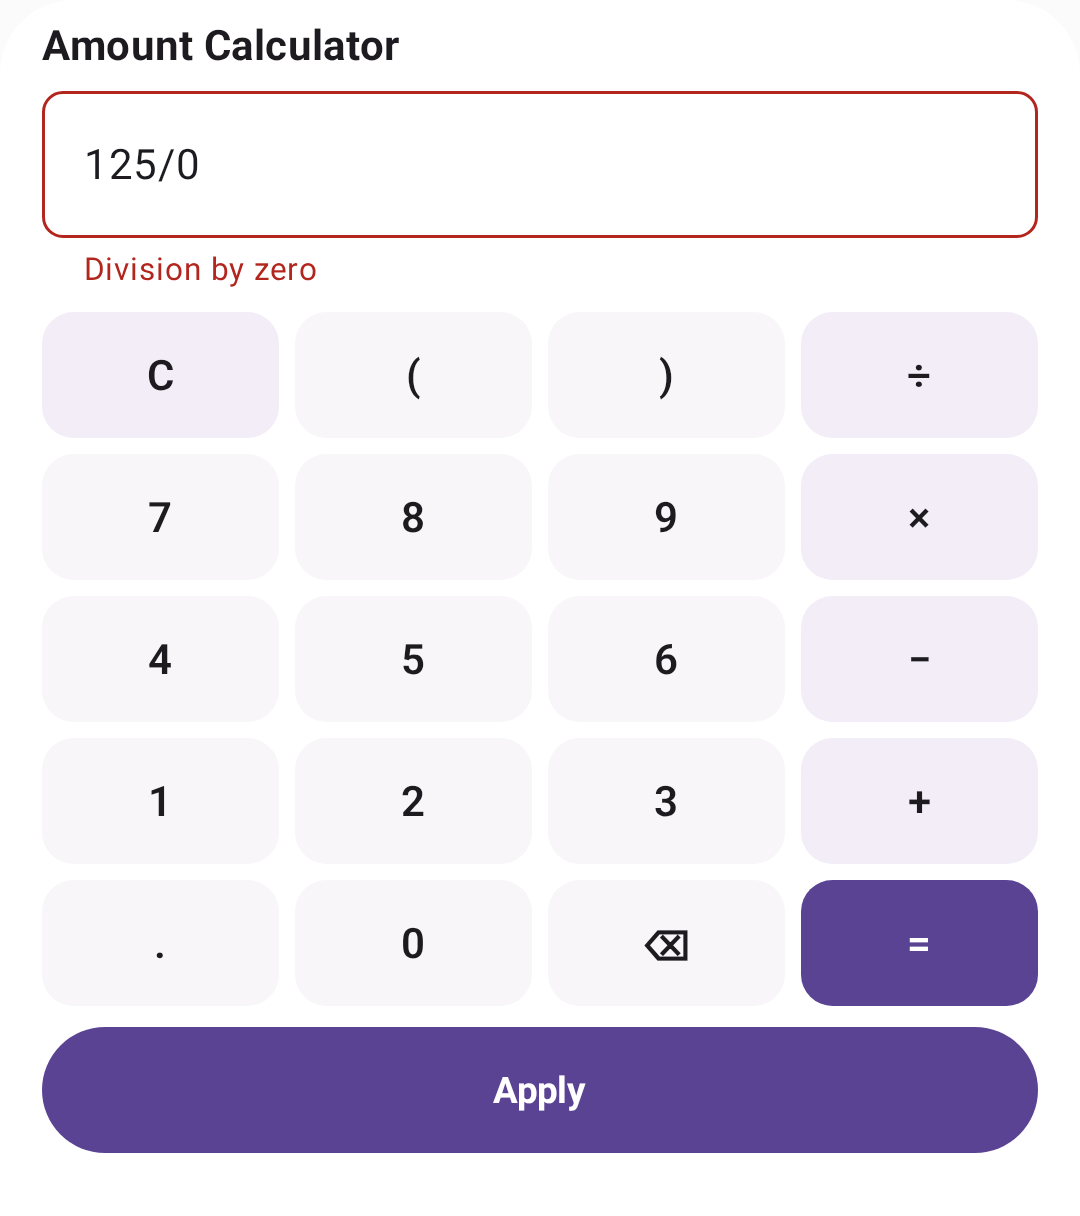 Amount Calculator
125/0
Division by zero
C ( ) ÷
7 8 9 ×
4 5 6 −
1 2 3 +
. 0 =
Apply